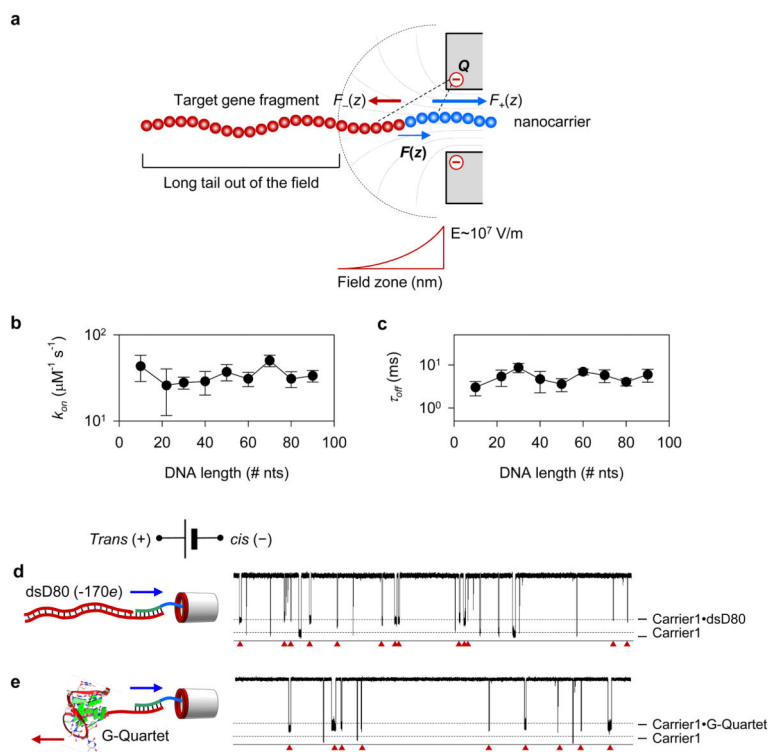 a
Q
F₋(z)
F₊(z)
Target gene fragment
nanocarrier
F(z)
Long tail out of the field
E~10⁷ V/m
Field zone (nm)
b
c
10²
10¹
kon (μM⁻¹ s⁻¹)
0 20 40 60 80 100
DNA length (# nts)
10¹
10⁰
τoff (ms)
0 20 40 60 80 100
DNA length (# nts)
Trans (+)
cis (−)
d
dsD80 (-170e)
Carrier1•dsD80
Carrier1
e
G-Quartet
Carrier1•G-Quartet
Carrier1